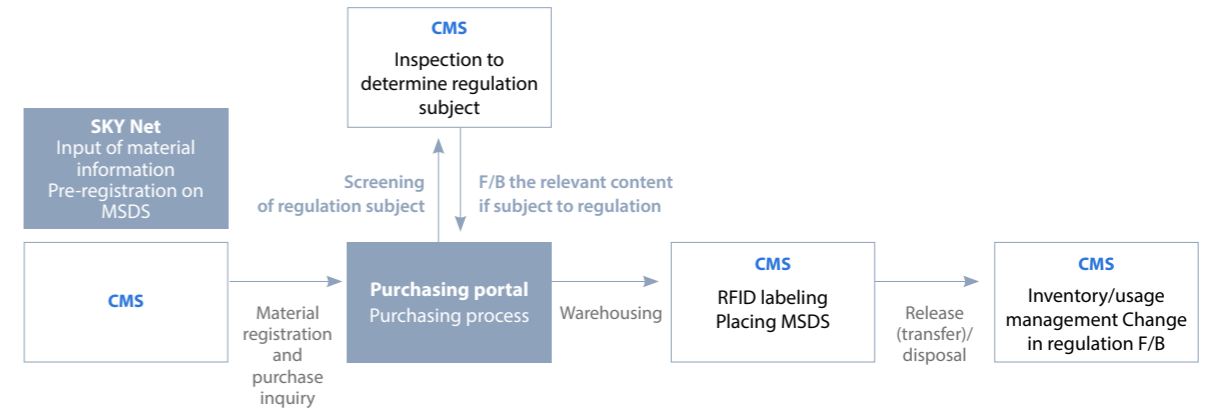 CMS
Inspection to
determine regulation
subject
SKY Net
Input of material
information
Pre-registration on
MSDS
Screening
of regulation subject
F/B the relevant content
if subject to regulation
CMS
Material
registration
and
purchase
inquiry
Purchasing portal
Purchasing process
Warehousing
CMS
RFID labeling
Placing MSDS
Release
(transfer)/
disposal
CMS
Inventory/usage
management Change
in regulation F/B